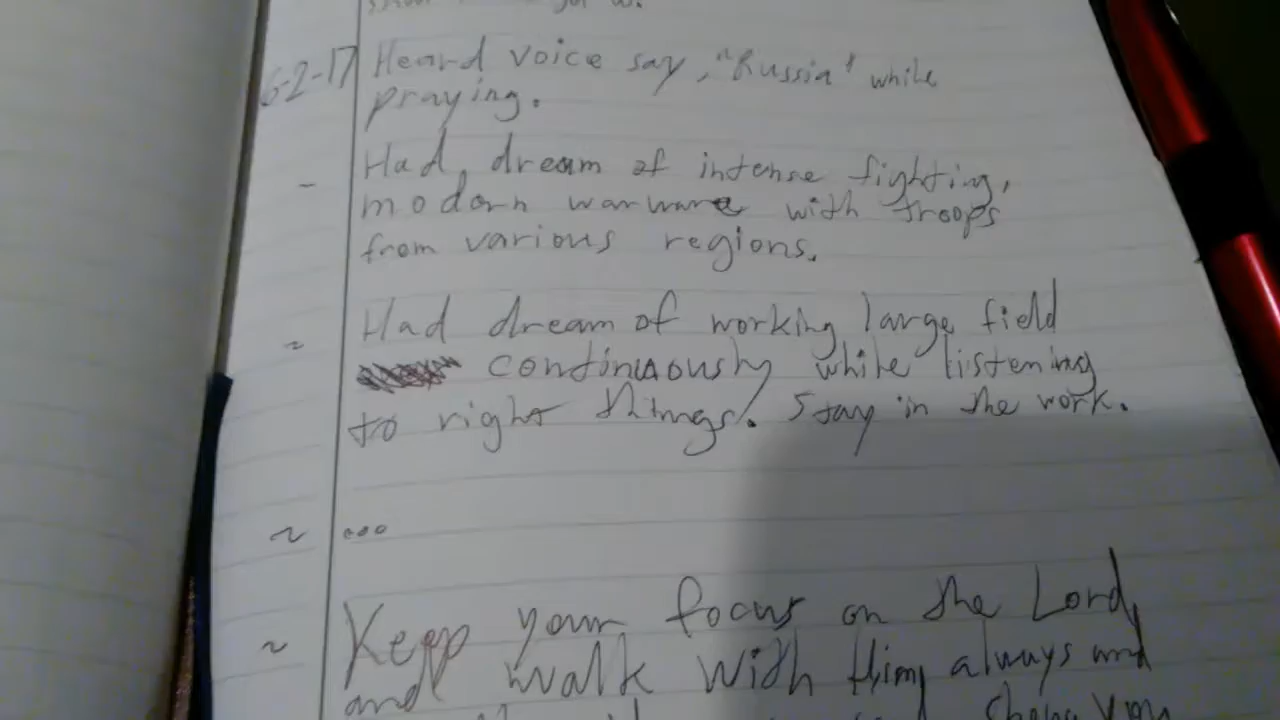 6-2-17 Heard voice say, "Russia" while
praying.
- Had dream of intense fighting,
modorn warware with troops
from various regions.
~ Had dream of working large field
continuously while listening
to right things. Stay in the work.
~ ...
~ Keep your focus on the Lord,
and walk with Him always and